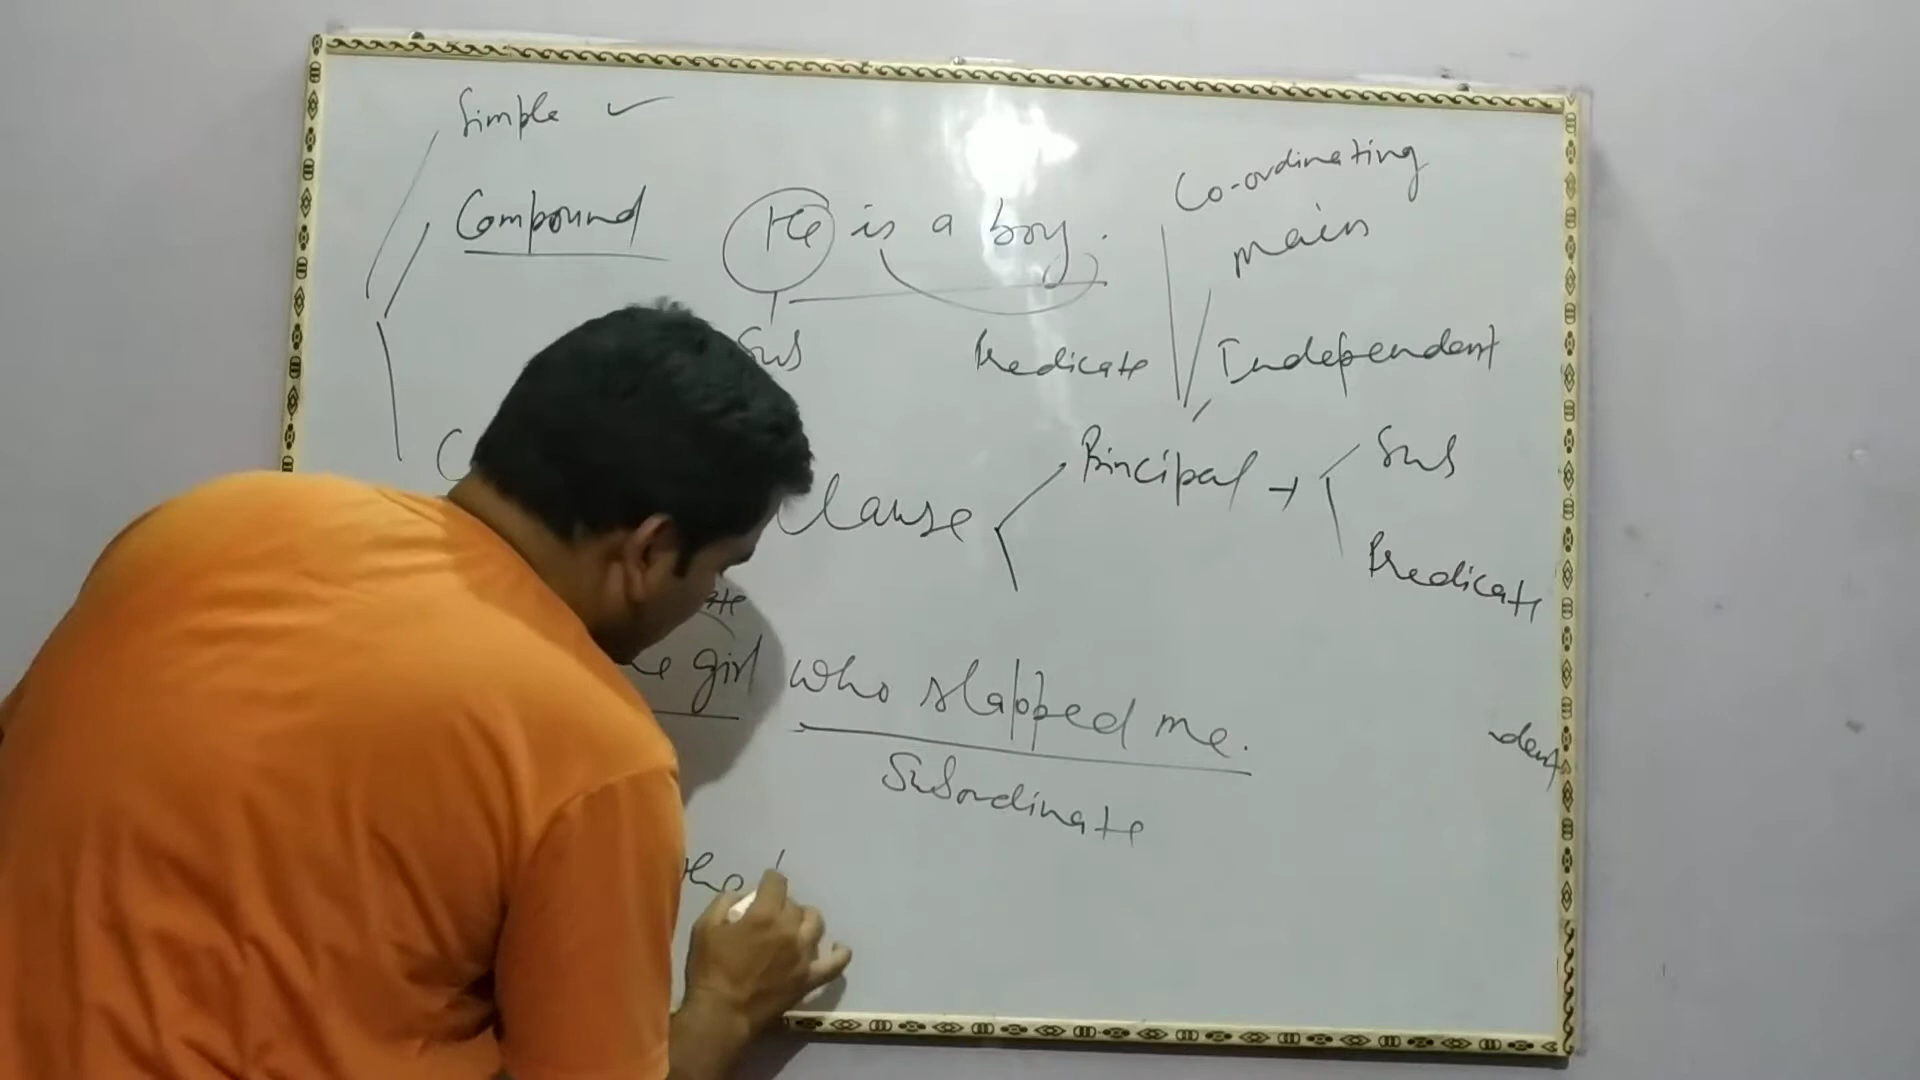 Simple
Co-ordinating
Compound
He is a boy.
main
Sub
Predicate
Independent
Principal → Sub
Clause
Predicate
girl who slapped me.
Subordinate